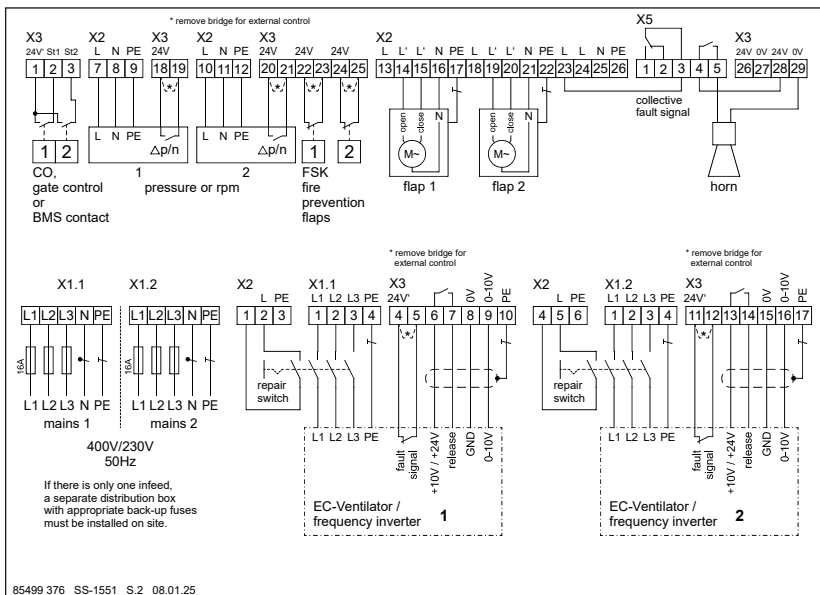 * remove bridge for external control
X3 X2 X3 X2 X3 X2 X5 X3
24V' St1 St2 L N PE 24V L N PE 24V 24V 24V L L' L' N PE L L' L' N PE L L N PE 24V 0V 24V 0V
1 2 3 7 8 9 18 19 10 11 12 20 21 22 23 24 25 13 14 15 16 17 18 19 20 21 22 23 24 25 26 1 2 3 4 5 26 27 28 29
* * * *
collective
fault signal
L N PE L N PE
open close N open close N
1 2 Δp/n Δp/n 1 2 M~ M~
CO,
gate control
or
BMS contact
1 2
pressure or rpm
FSK
fire
prevention
flaps
flap 1 flap 2 horn
* remove bridge for
external control
* remove bridge for
external control
X1.1 X1.2 X2 X1.1 X3 X2 X1.2 X3
L PE L1 L2 L3 PE 24V' 0V 0-10V PE L PE L1 L2 L3 PE 24V' 0V 0-10V PE
L1 L2 L3 N PE L1 L2 L3 N PE 1 2 3 1 2 3 4 4 5 6 7 8 9 10 4 5 6 1 2 3 4 11 12 13 14 15 16 17
* *
16A 16A
repair
switch
repair
switch
L1 L2 L3 N PE L1 L2 L3 N PE
mains 1 mains 2
400V/230V
50Hz
L1 L2 L3 PE fault signal +10V / +24V release GND 0-10V
L1 L2 L3 PE fault signal +10V / +24V release GND 0-10V
If there is only one infeed,
a separate distribution box
with appropriate back-up fuses
must be installed on site.
EC-Ventilator /
frequency inverter 1
EC-Ventilator /
frequency inverter 2
85499 376 SS-1551 S.2 08.01.25